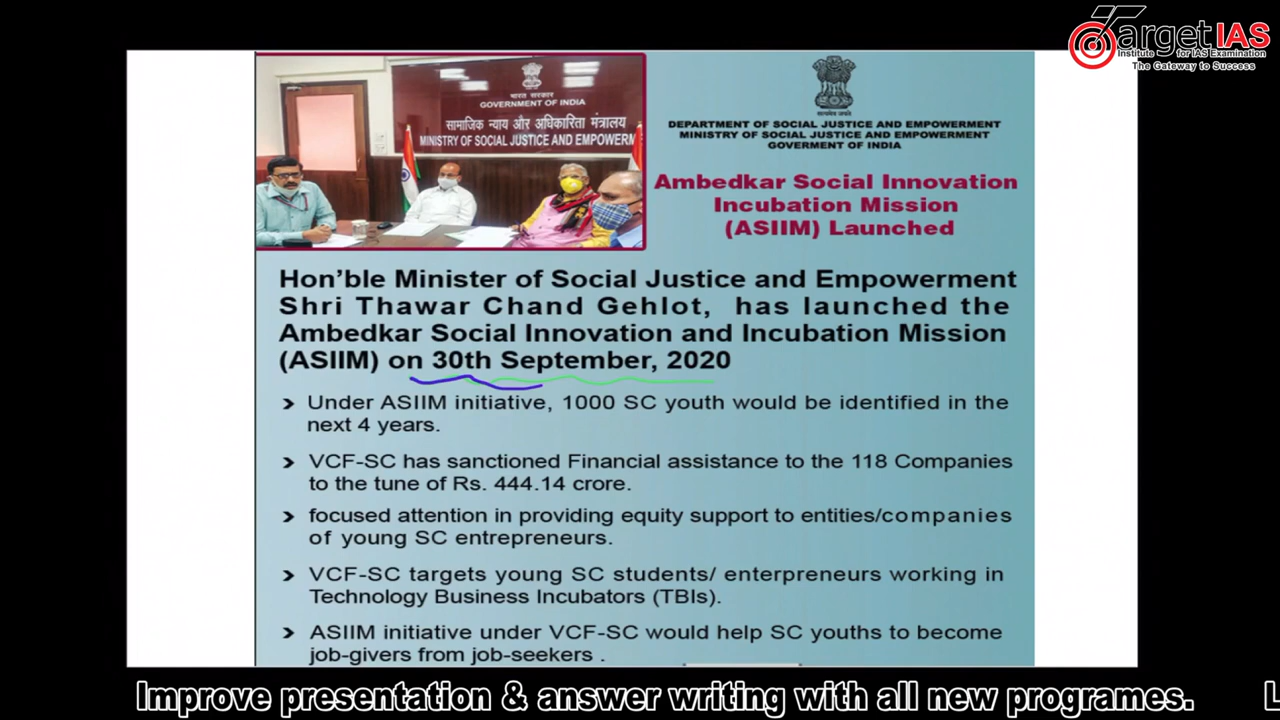 Target IAS
Institute for IAS Examination
The Gateway to Success
भारत सरकार
GOVERNMENT OF INDIA
सामाजिक न्याय और अधिकारिता मंत्रालय
MINISTRY OF SOCIAL JUSTICE AND EMPOWERM
सत्यमेव जयते
DEPARTMENT OF SOCIAL JUSTICE AND EMPOWERMENT
MINISTRY OF SOCIAL JUSTICE AND EMPOWERMENT
GOVERMENT OF INDIA
Ambedkar Social Innovation
Incubation Mission
(ASIIM) Launched
Hon'ble Minister of Social Justice and Empowerment
Shri Thawar Chand Gehlot, has launched the
Ambedkar Social Innovation and Incubation Mission
(ASIIM) on 30th September, 2020
Under ASIIM initiative, 1000 SC youth would be identified in the
next 4 years.
VCF-SC has sanctioned Financial assistance to the 118 Companies
to the tune of Rs. 444.14 crore.
focused attention in providing equity support to entities/companies
of young SC entrepreneurs.
VCF-SC targets young SC students/ enterpreneurs working in
Technology Business Incubators (TBIs).
ASIIM initiative under VCF-SC would help SC youths to become
job-givers from job-seekers .
Improve presentation & answer writing with all new programes. L